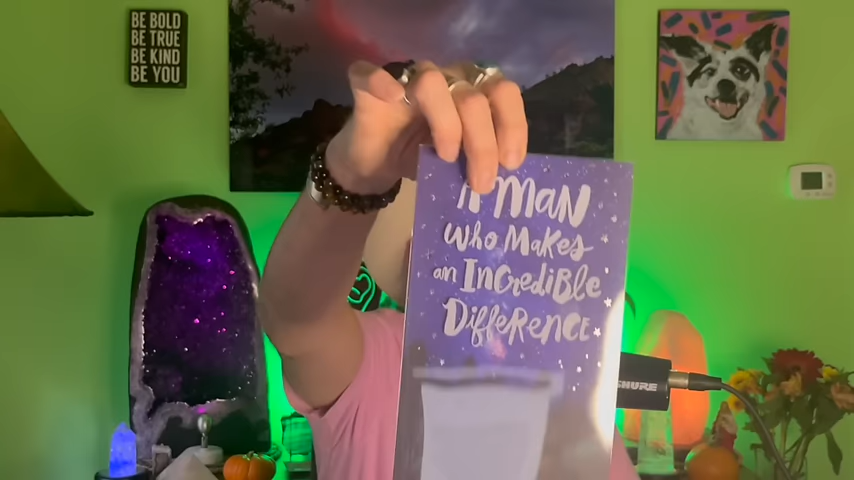 BE BOLD
BE TRUE
BE KIND
BE YOU
A MAN
WHO MAKES
an INCREDIBLE
DIFFERENCE
SHURE